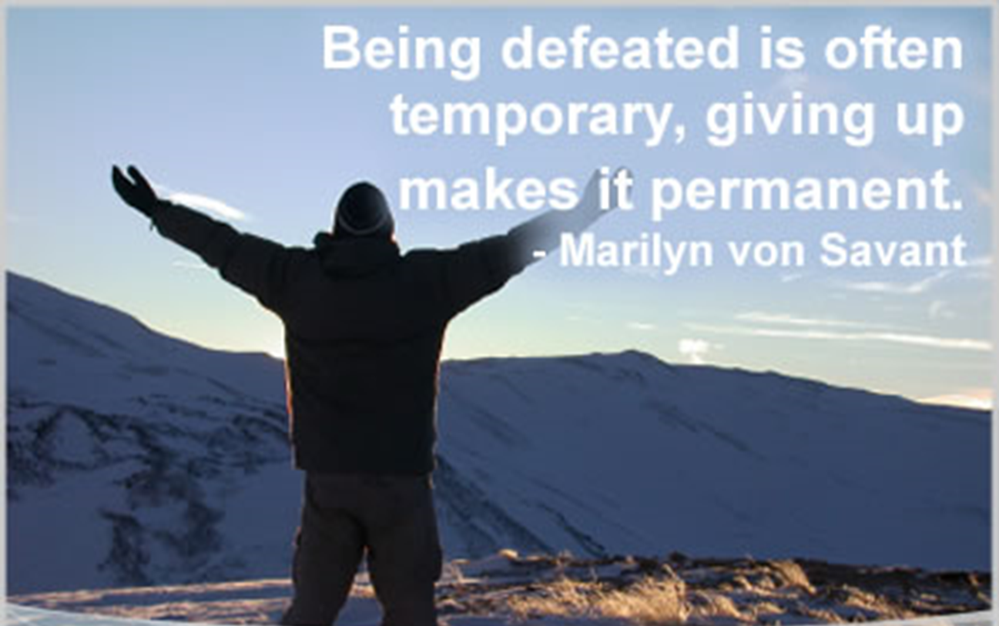 Being defeated is often
temporary, giving up
makes it permanent.
- Marilyn von Savant